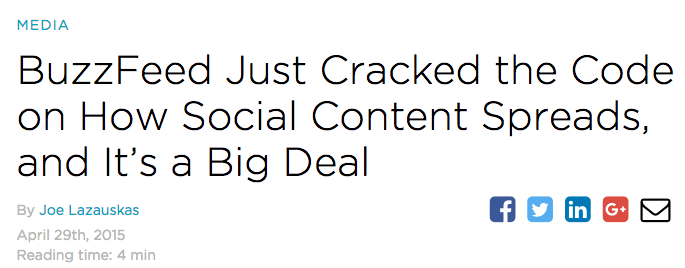 MEDIA
BuzzFeed Just Cracked the Code
on How Social Content Spreads,
and It’s a Big Deal
By Joe Lazauskas
April 29th, 2015
Reading time: 4 min